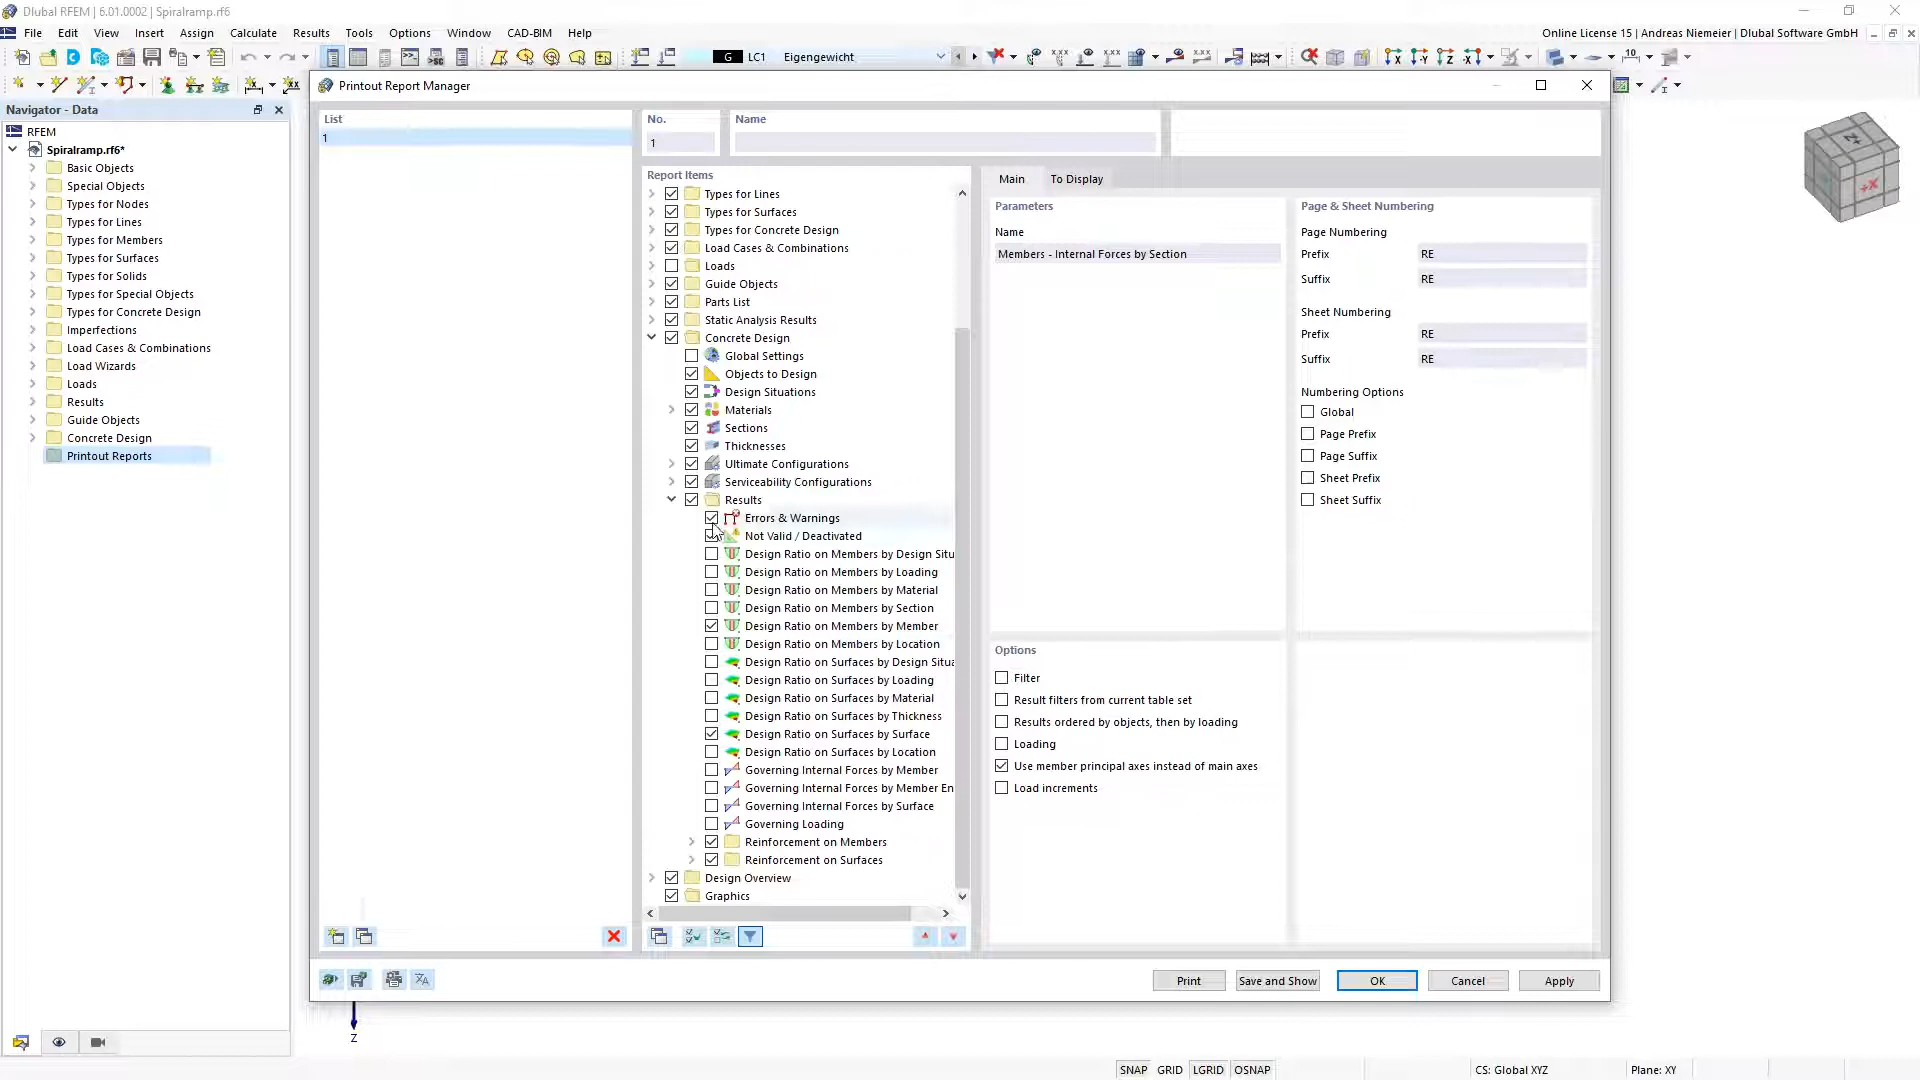 Dlubal RFEM | 6.01.0002 | Spiralramp.rf6
File Edit View Insert Assign Calculate Results Tools Options Window CAD-BIM Help
Online License 15 | Andreas Niemeier | Dlubal Software GmbH
G LC1 Eigengewicht
Navigator - Data
RFEM
Spiralramp.rf6*
Basic Objects
Special Objects
Types for Nodes
Types for Lines
Types for Members
Types for Surfaces
Types for Solids
Types for Special Objects
Types for Concrete Design
Imperfections
Load Cases & Combinations
Load Wizards
Loads
Results
Guide Objects
Concrete Design
Printout Reports
Printout Report Manager
List
1
No.
1
Name
Report Items
Types for Lines
Types for Surfaces
Types for Concrete Design
Load Cases & Combinations
Loads
Guide Objects
Parts List
Static Analysis Results
Concrete Design
Global Settings
Objects to Design
Design Situations
Materials
Sections
Thicknesses
Ultimate Configurations
Serviceability Configurations
Results
Errors & Warnings
Not Valid / Deactivated
Design Ratio on Members by Design Situ
Design Ratio on Members by Loading
Design Ratio on Members by Material
Design Ratio on Members by Section
Design Ratio on Members by Member
Design Ratio on Members by Location
Design Ratio on Surfaces by Design Situa
Design Ratio on Surfaces by Loading
Design Ratio on Surfaces by Material
Design Ratio on Surfaces by Thickness
Design Ratio on Surfaces by Surface
Design Ratio on Surfaces by Location
Governing Internal Forces by Member
Governing Internal Forces by Member En
Governing Internal Forces by Surface
Governing Loading
Reinforcement on Members
Reinforcement on Surfaces
Design Overview
Graphics
Main To Display
Parameters
Name
Members - Internal Forces by Section
Page & Sheet Numbering
Page Numbering
Prefix RE
Suffix RE
Sheet Numbering
Prefix RE
Suffix RE
Numbering Options
Global
Page Prefix
Page Suffix
Sheet Prefix
Sheet Suffix
Options
Filter
Result filters from current table set
Results ordered by objects, then by loading
Loading
Use member principal axes instead of main axes
Load increments
Print Save and Show OK Cancel Apply
+X
Z
SNAP GRID LGRID OSNAP CS: Global XYZ Plane: XY